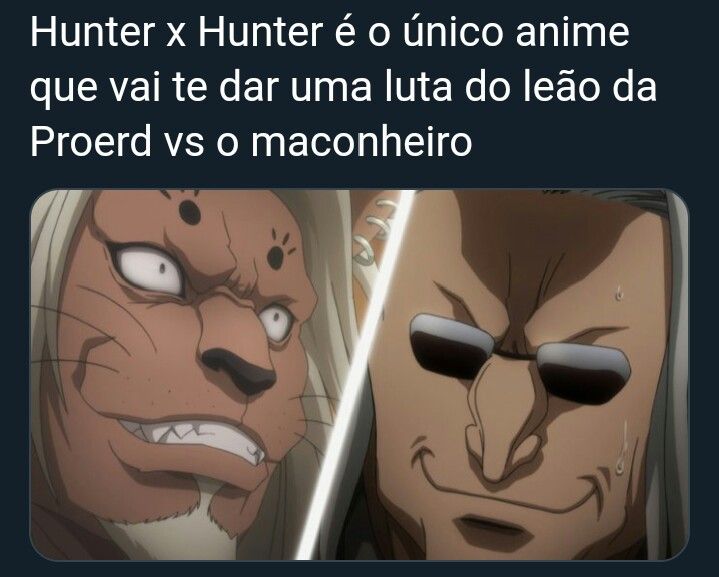 Hunter x Hunter é o único anime
que vai te dar uma luta do leão da
Proerd vs o maconheiro